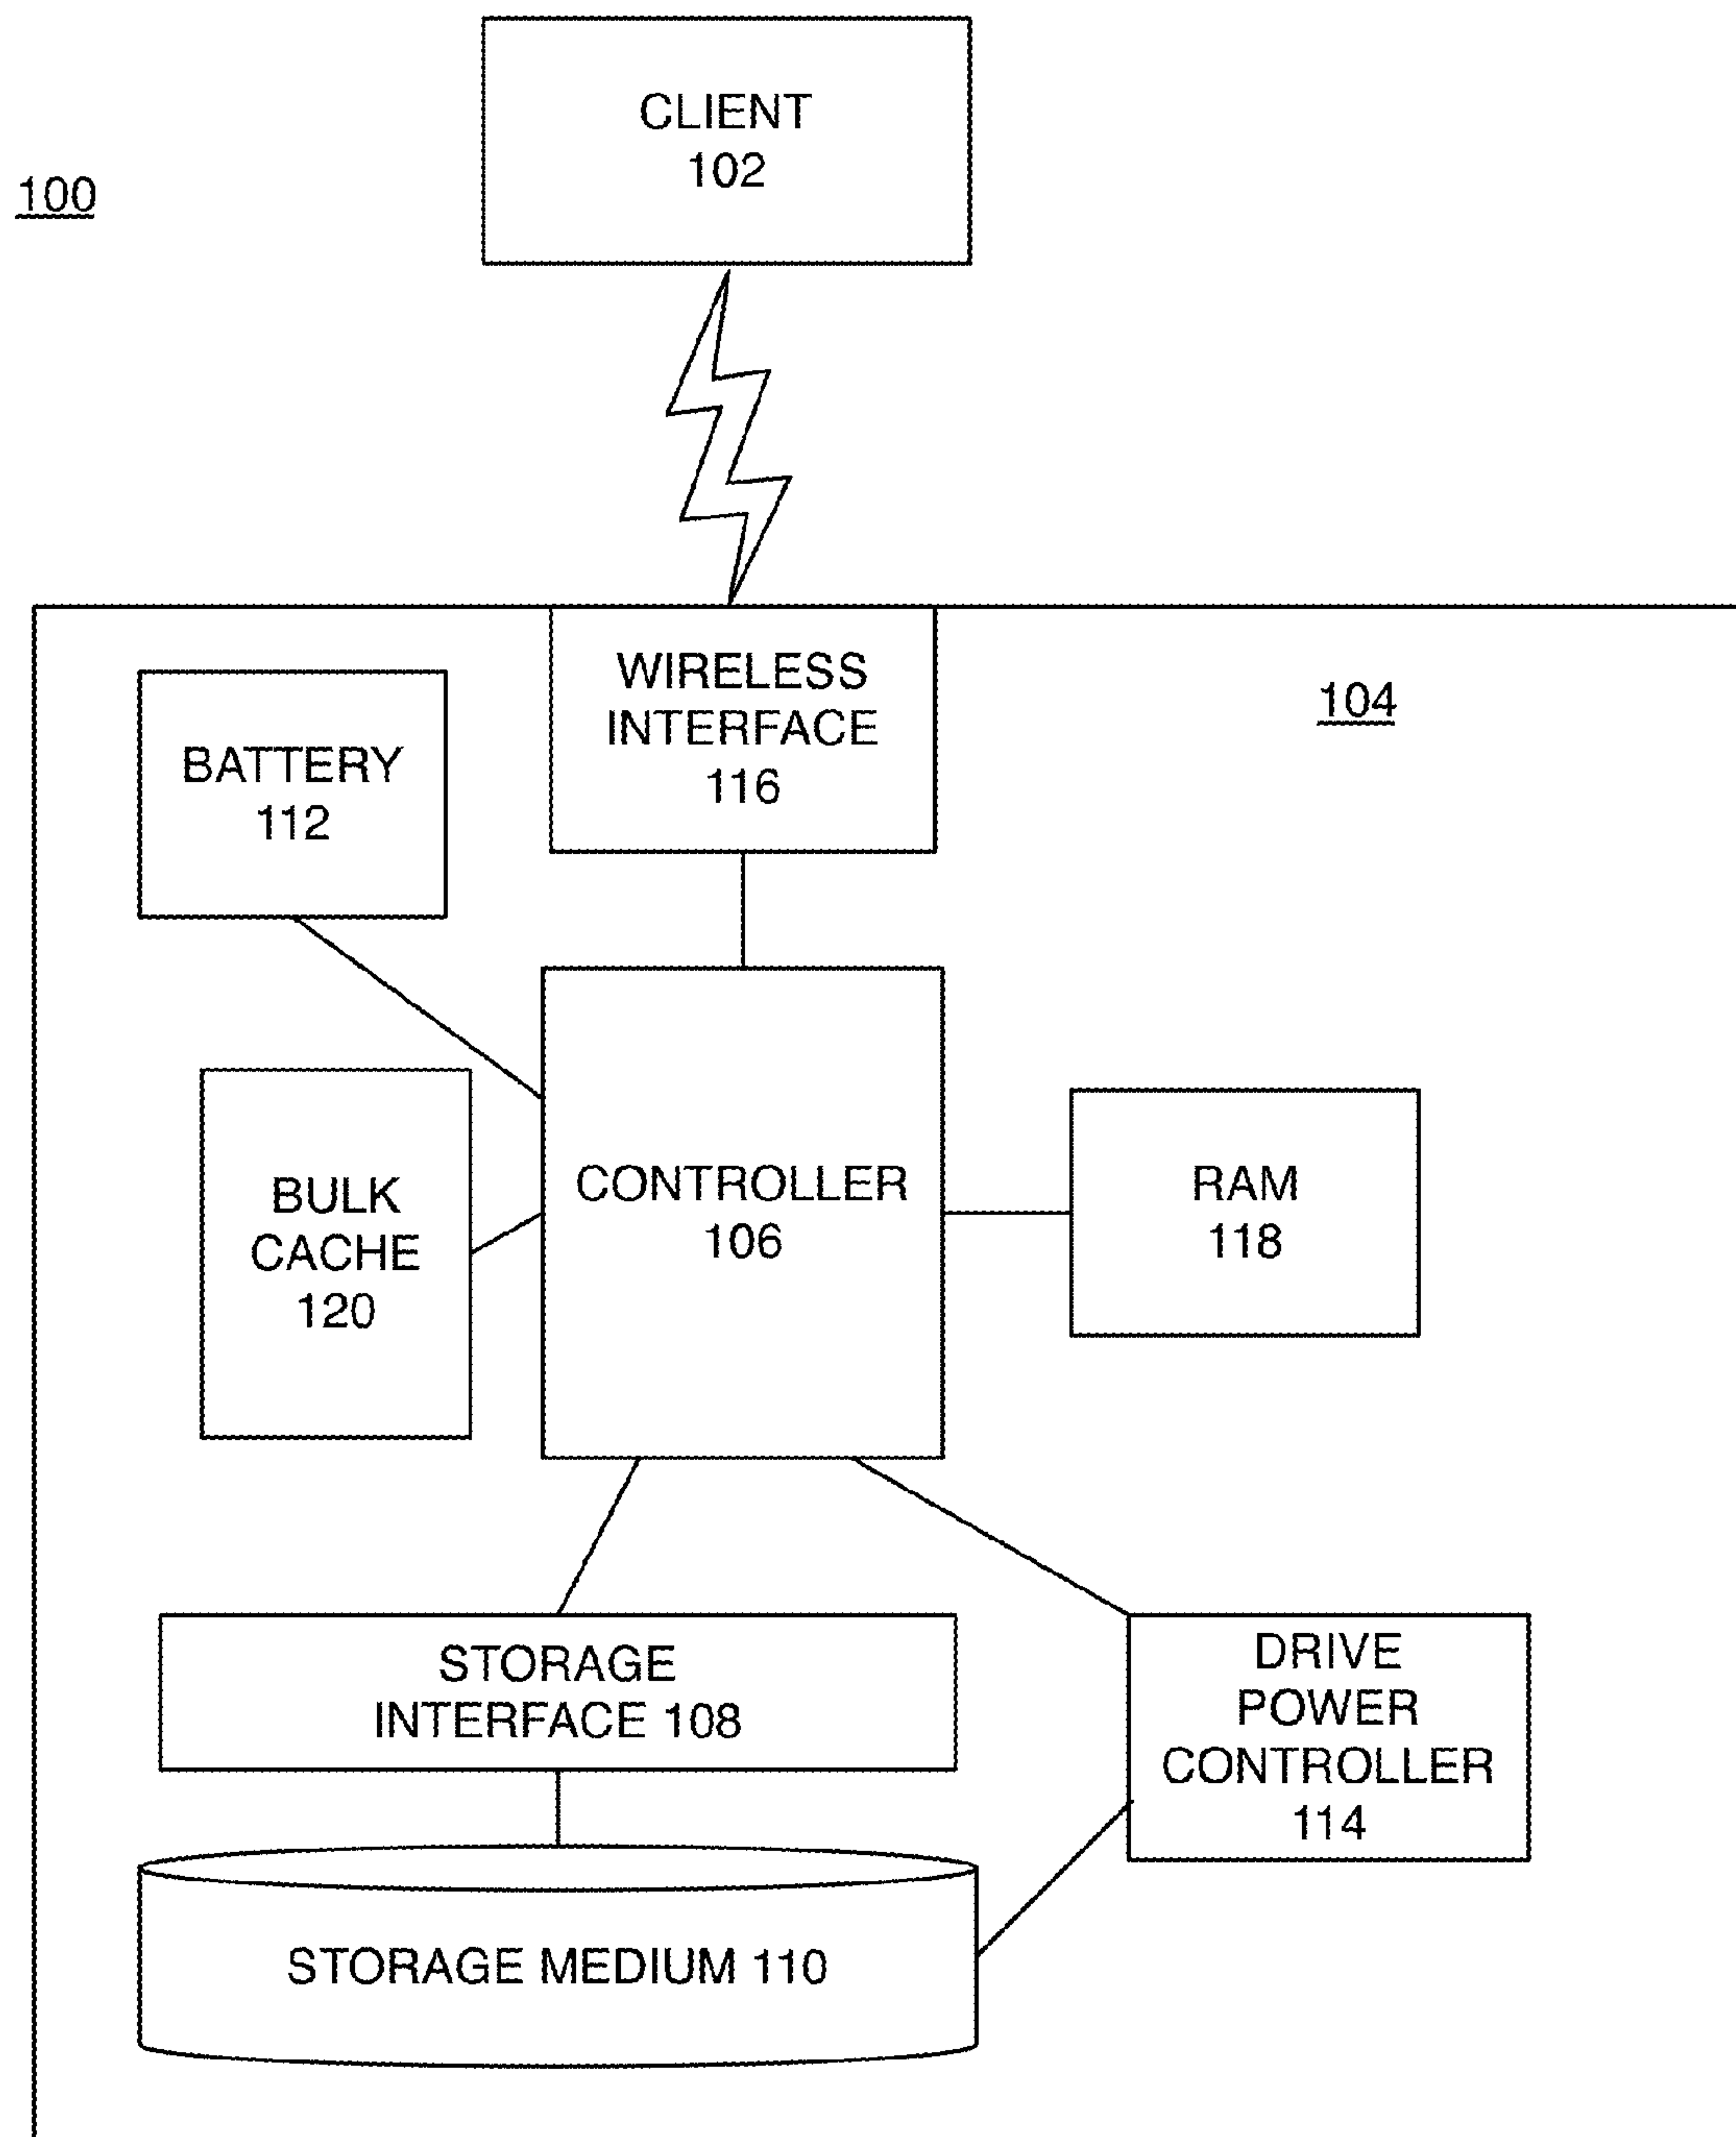 CLIENT
102
100
WIRELESS
INTERFACE
116
104
BATTERY
112
BULK
CACHE
120
CONTROLLER
106
RAM
118
STORAGE
INTERFACE 108
DRIVE
POWER
CONTROLLER
114
STORAGE MEDIUM 110